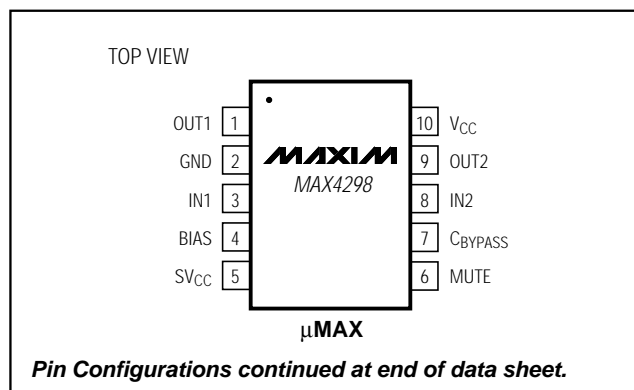 TOP VIEW
OUT1 1 10 VCC
GND 2 MAXIM 9 OUT2
MAX4298
IN1 3 8 IN2
BIAS 4 7 CBYPASS
SVCC 5 6 MUTE
μMAX
Pin Configurations continued at end of data sheet.